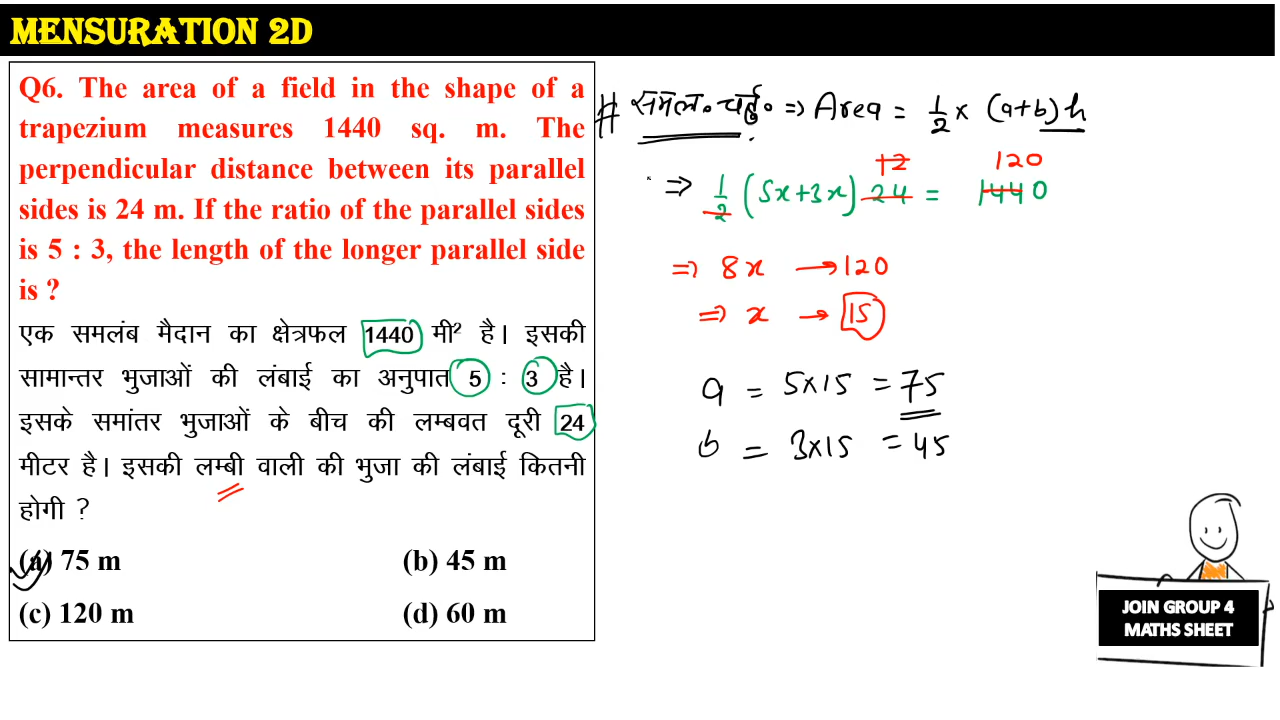 MENSURATION 2D
Q6. The area of a field in the shape of a
trapezium measures 1440 sq. m. The
perpendicular distance between its parallel
sides is 24 m. If the ratio of the parallel sides
is 5 : 3, the length of the longer parallel side
is ?
एक समलंब मैदान का क्षेत्रफल 1440 मी² है। इसकी
सामान्तर भुजाओं की लंबाई का अनुपात 5 : 3 है।
इसके समांतर भुजाओं के बीच की लम्बवत दूरी 24
मीटर है। इसकी लम्बी वाली की भुजा की लंबाई कितनी
होगी ?
(a) 75 m (b) 45 m
(c) 120 m (d) 60 m
# समल॰ चर्तु॰ ⇒ Area = 1/2 × (a+b) h
12 120
⇒ 1/2 (5x+3x) 24 = 1440
⇒ 8x → 120
⇒ x → 15
a = 5×15 = 75
b = 3×15 = 45
JOIN GROUP 4
MATHS SHEET